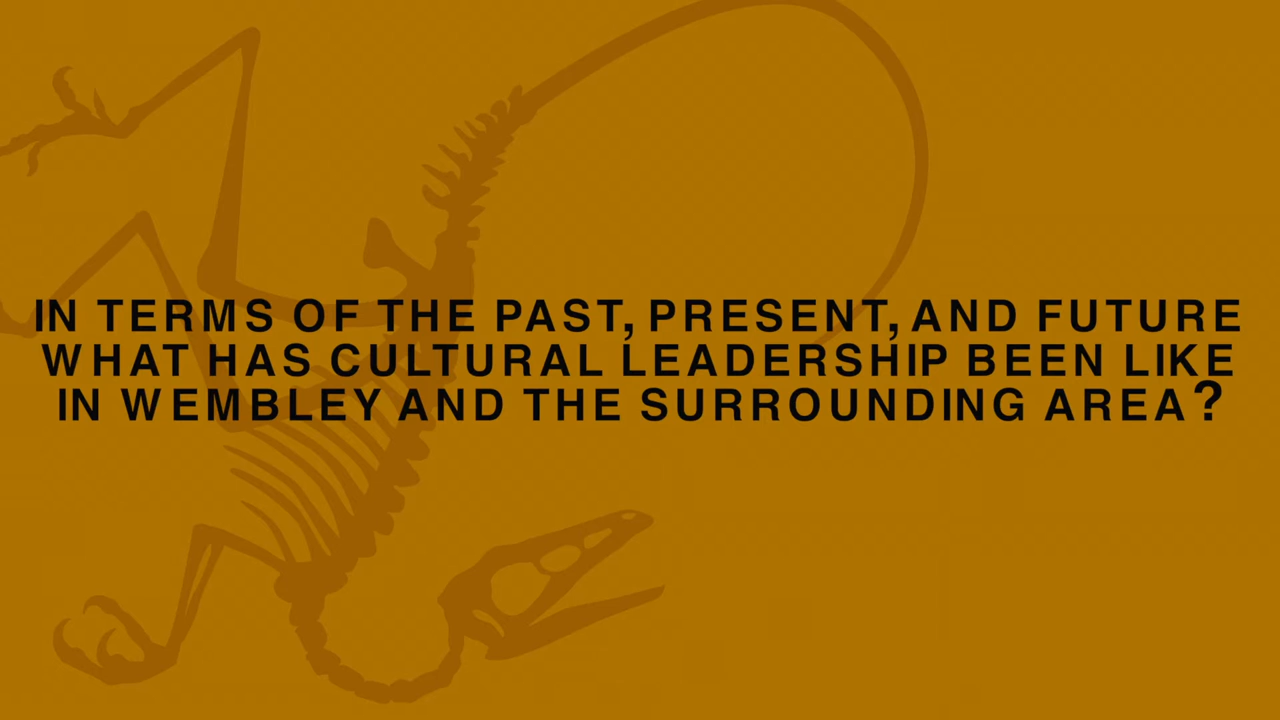 IN TERMS OF THE PAST, PRESENT, AND FUTURE
WHAT HAS CULTURAL LEADERSHIP BEEN LIKE
IN WEMBLEY AND THE SURROUNDING AREA?